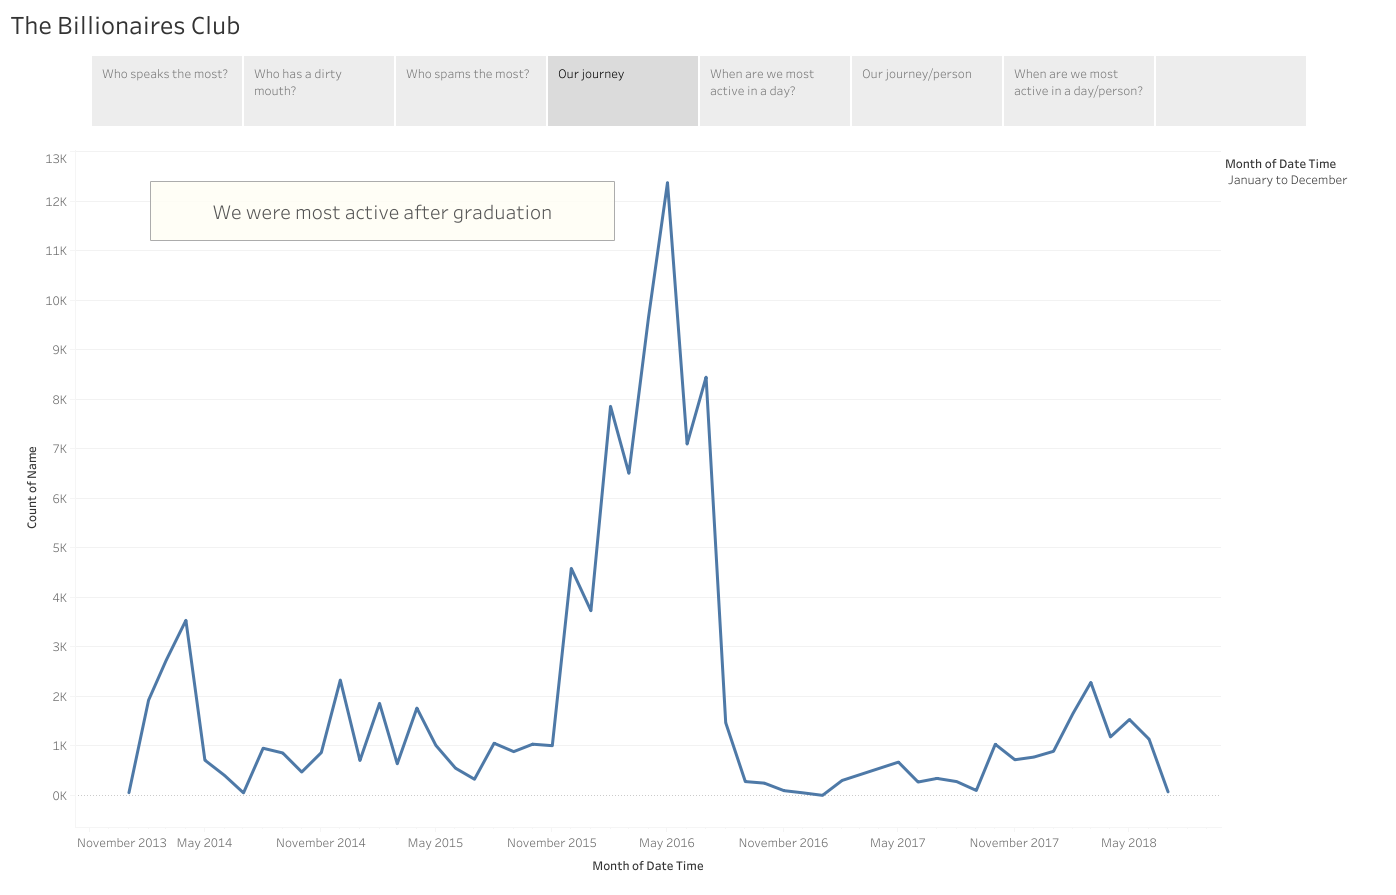 The Billionaires Club
Who speaks the most?
Who has a dirty
mouth?
Who spams the most?
Our journey
When are we most
active in a day?
Our journey/person
When are we most
active in a day/person?
13K
12K
11K
10K
9K
8K
7K
6K
5K
4K
3K
2K
1K
0K
Count of Name
We were most active after graduation
Month of Date Time
January to December
November 2013
May 2014
November 2014
May 2015
November 2015
May 2016
November 2016
May 2017
November 2017
May 2018
Month of Date Time